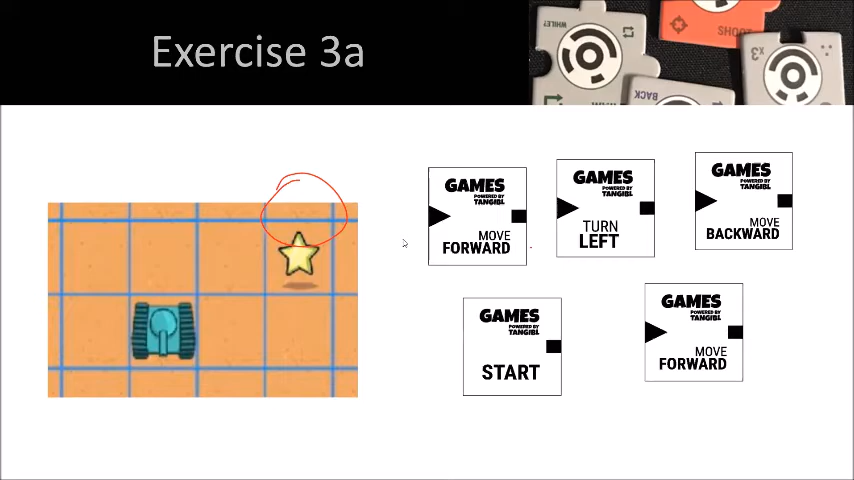 Exercise 3a
WHILE?
SHOOT
x3
BACK
GAMES
POWERED BY
TANGIBL
MOVE
FORWARD
GAMES
POWERED BY
TANGIBL
TURN
LEFT
GAMES
POWERED BY
TANGIBL
MOVE
BACKWARD
GAMES
POWERED BY
TANGIBL
START
GAMES
POWERED BY
TANGIBL
MOVE
FORWARD